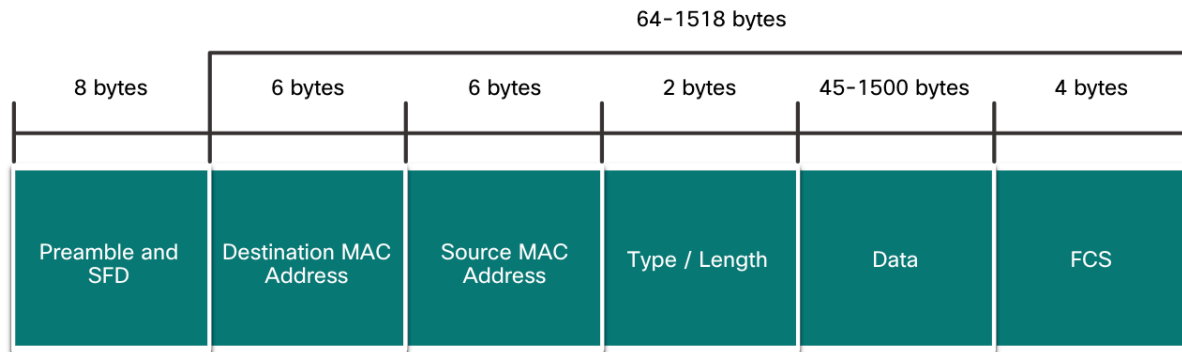 64-1518 bytes
8 bytes
6 bytes
6 bytes
2 bytes
45-1500 bytes
4 bytes
Preamble and
SFD
Destination MAC
Address
Source MAC
Address
Type / Length
Data
FCS